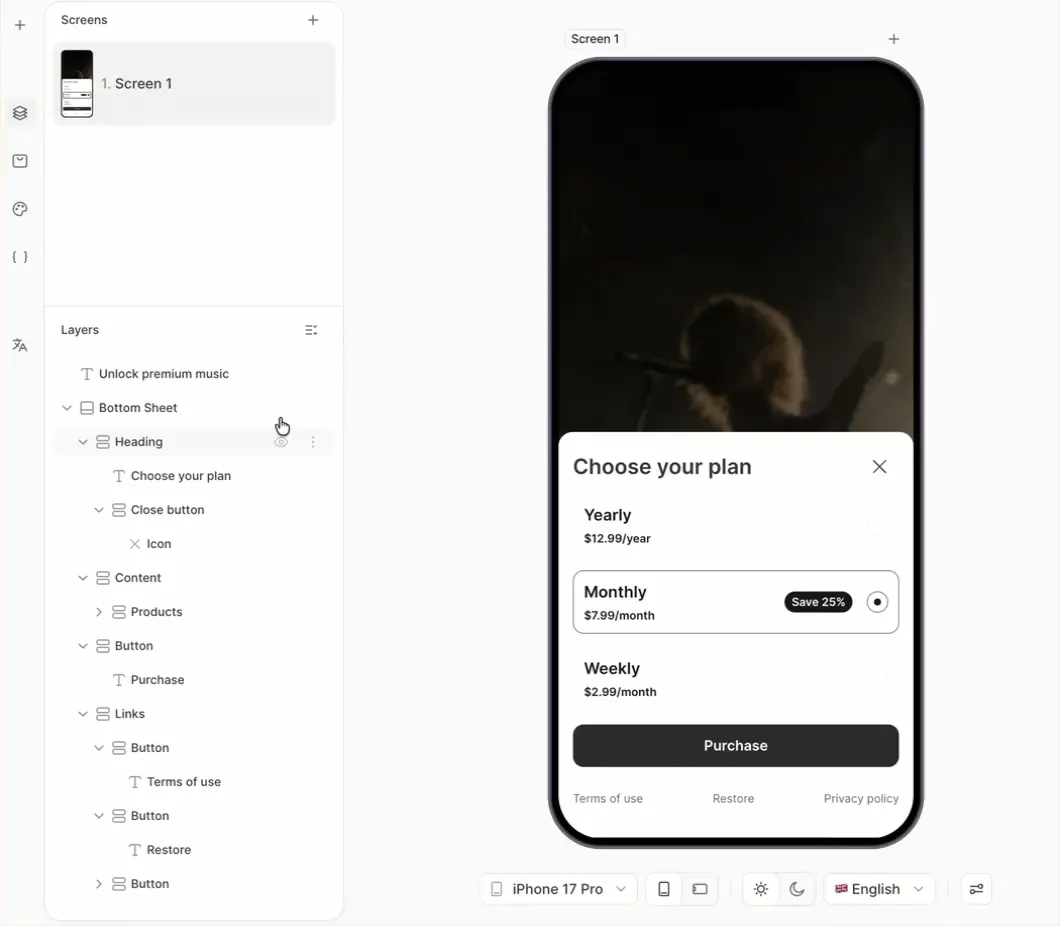 Screens
1. Screen 1
Layers
Unlock premium music
Bottom Sheet
Heading
Choose your plan
Close button
Icon
Content
Products
Button
Purchase
Links
Button
Terms of use
Button
Restore
Button
Screen 1
Choose your plan
Yearly
$12.99/year
Monthly
$7.99/month
Save 25%
Weekly
$2.99/month
Purchase
Terms of use Restore Privacy policy
iPhone 17 Pro English